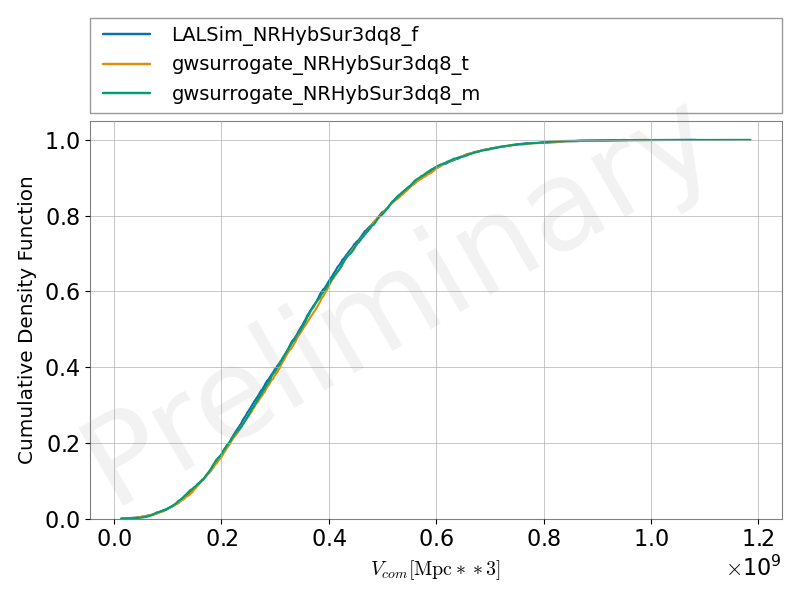 LALSim_NRHybSur3dq8_f
gwsurrogate_NRHybSur3dq8_t
gwsurrogate_NRHybSur3dq8_m
Preliminary
Cumulative Density Function
1.0
0.8
0.6
0.4
0.2
0.0
0.0 0.2 0.4 0.6 0.8 1.0 1.2
×10⁹
V_com[Mpc ∗ ∗3]